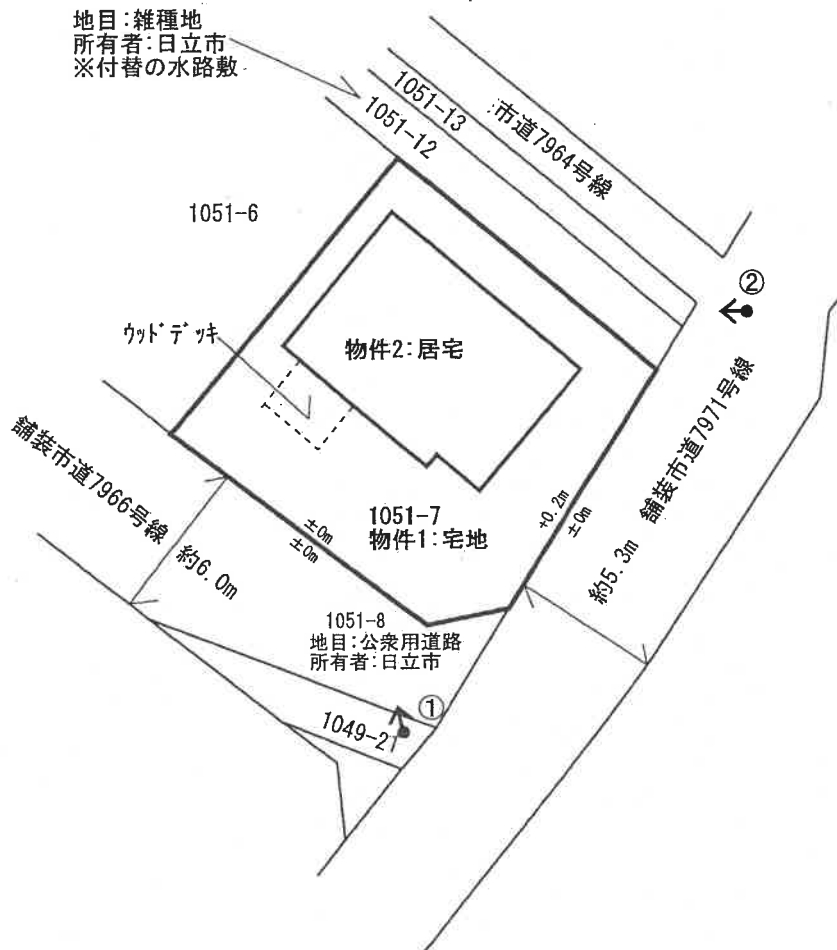 地目:雑種地
所有者:日立市
※付替の水路敷
1051-13
1051-12
市道7964号線
1051-6
②
ウッドデッキ
物件2:居宅
舗装市道7971号線
舗装市道7966号線
+0.2m
±0m
約5.3m
1051-7
物件1:宅地
±0m
±0m
約6.0m
1051-8
地目:公衆用道路
所有者:日立市
①
1049-2